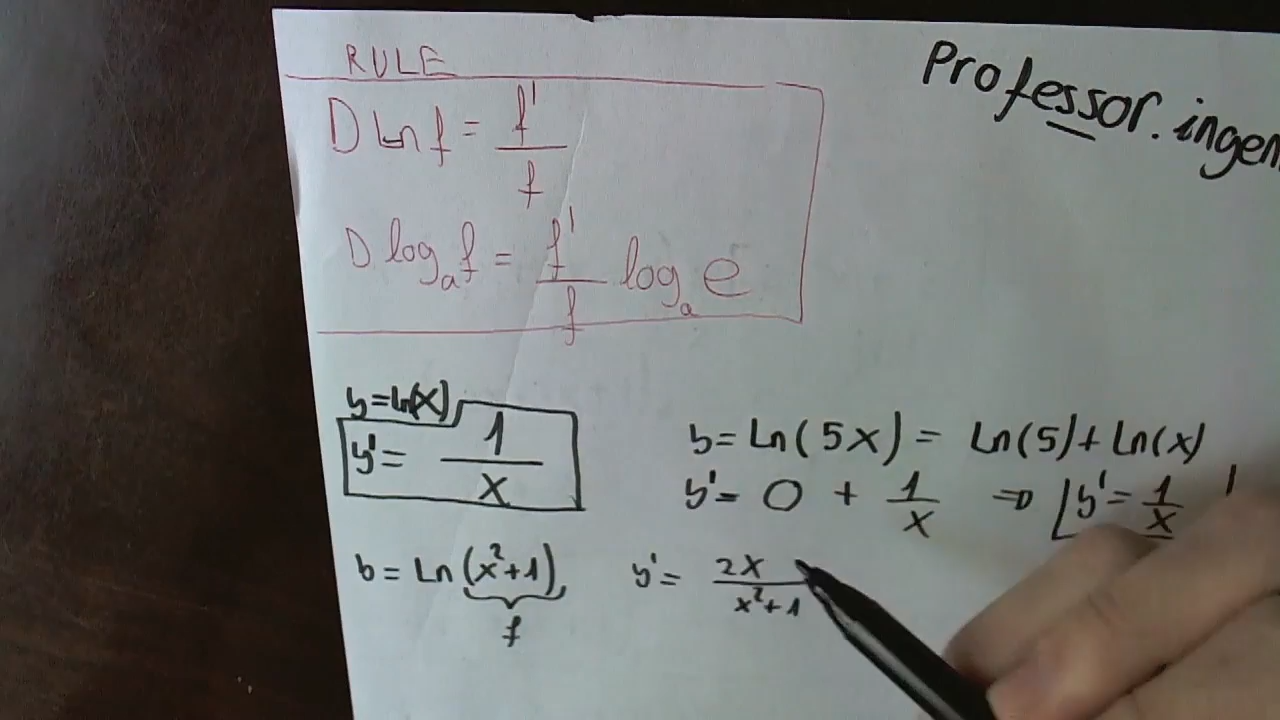 RULE
Professor.ingen
D ln f = f'/f
D log_a f = f'/f log_a e
y=ln(x)
y'= 1/x
y=Ln(5x)= Ln(5)+Ln(x)
y'= 0 + 1/x ⇒ y'= 1/x
y=Ln(x²+1)
f
y'= 2x/x²+1